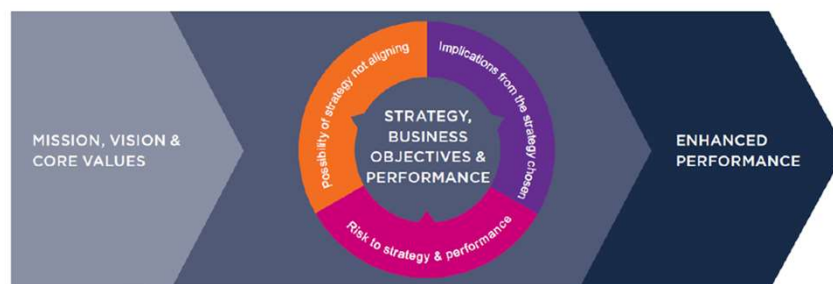 MISSION, VISION &
CORE VALUES
Possibility of strategy not aligning
Implications from the strategy chosen
STRATEGY,
BUSINESS
OBJECTIVES &
PERFORMANCE
Risk to strategy & performance
ENHANCED
PERFORMANCE